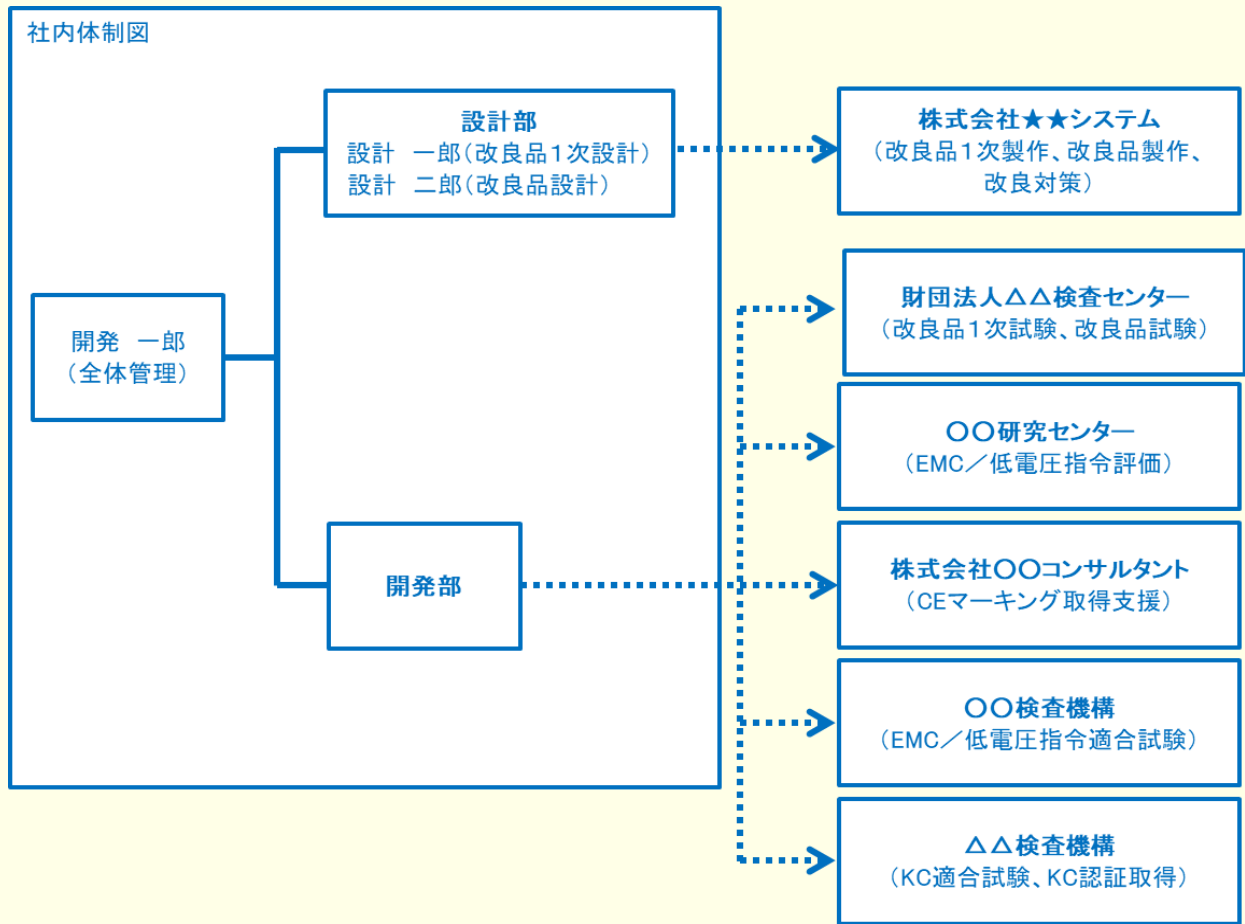 社内体制図
設計部
設計　一郎（改良品１次設計）
設計　二郎（改良品設計）
開発　一郎
（全体管理）
開発部
株式会社★★システム
（改良品１次製作、改良品製作、
改良対策）
財団法人△△検査センター
（改良品１次試験、改良品試験）
〇〇研究センター
（EMC／低電圧指令評価）
株式会社〇〇コンサルタント
（CEマーキング取得支援）
〇〇検査機構
（EMC／低電圧指令適合試験）
△△検査機構
（KC適合試験、KC認証取得）